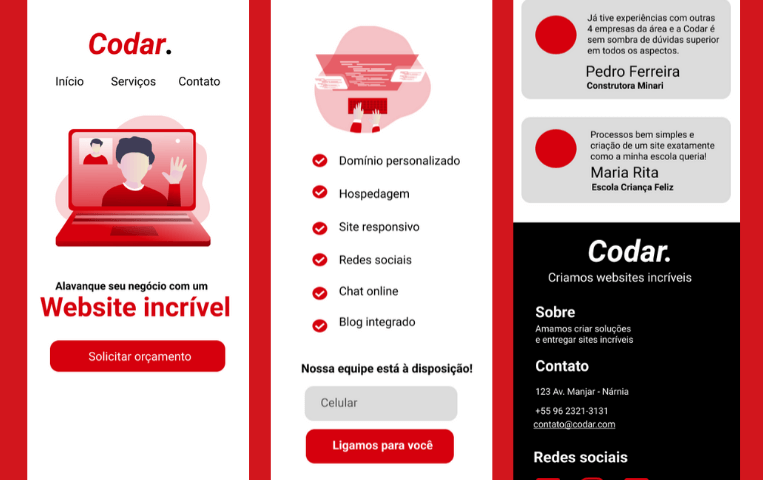 Codar.
Início Serviços Contato
Alavanque seu negócio com um
Website incrível
Solicitar orçamento
Domínio personalizado
Hospedagem
Site responsivo
Redes sociais
Chat online
Blog integrado
Nossa equipe está à disposição!
Celular
Ligamos para você
Já tive experiências com outras
4 empresas da área e a Codar é
sem sombra de dúvidas superior
em todos os aspectos.
Pedro Ferreira
Construtora Minari
Processos bem simples e
criação de um site exatamente
como a minha escola queria!
Maria Rita
Escola Criança Feliz
Codar.
Criamos websites incríveis
Sobre
Amamos criar soluções
e entregar sites incríveis
Contato
123 Av. Manjar - Nárnia
+55 96 2321-3131
contato@codar.com
Redes sociais